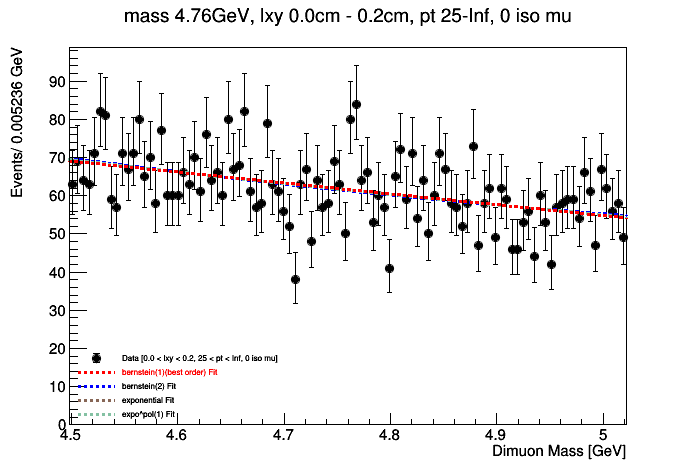 mass 4.76GeV, lxy 0.0cm - 0.2cm, pt 25-Inf, 0 iso mu
Events/ 0.005236 GeV
90
80
70
60
50
40
30
20
10
0
Data [0.0 < lxy < 0.2, 25 < pt < Inf, 0 iso mu]
bernstein(1)(best order) Fit
bernstein(2) Fit
exponential Fit
expo*pol(1) Fit
4.5 4.6 4.7 4.8 4.9 5
Dimuon Mass [GeV]